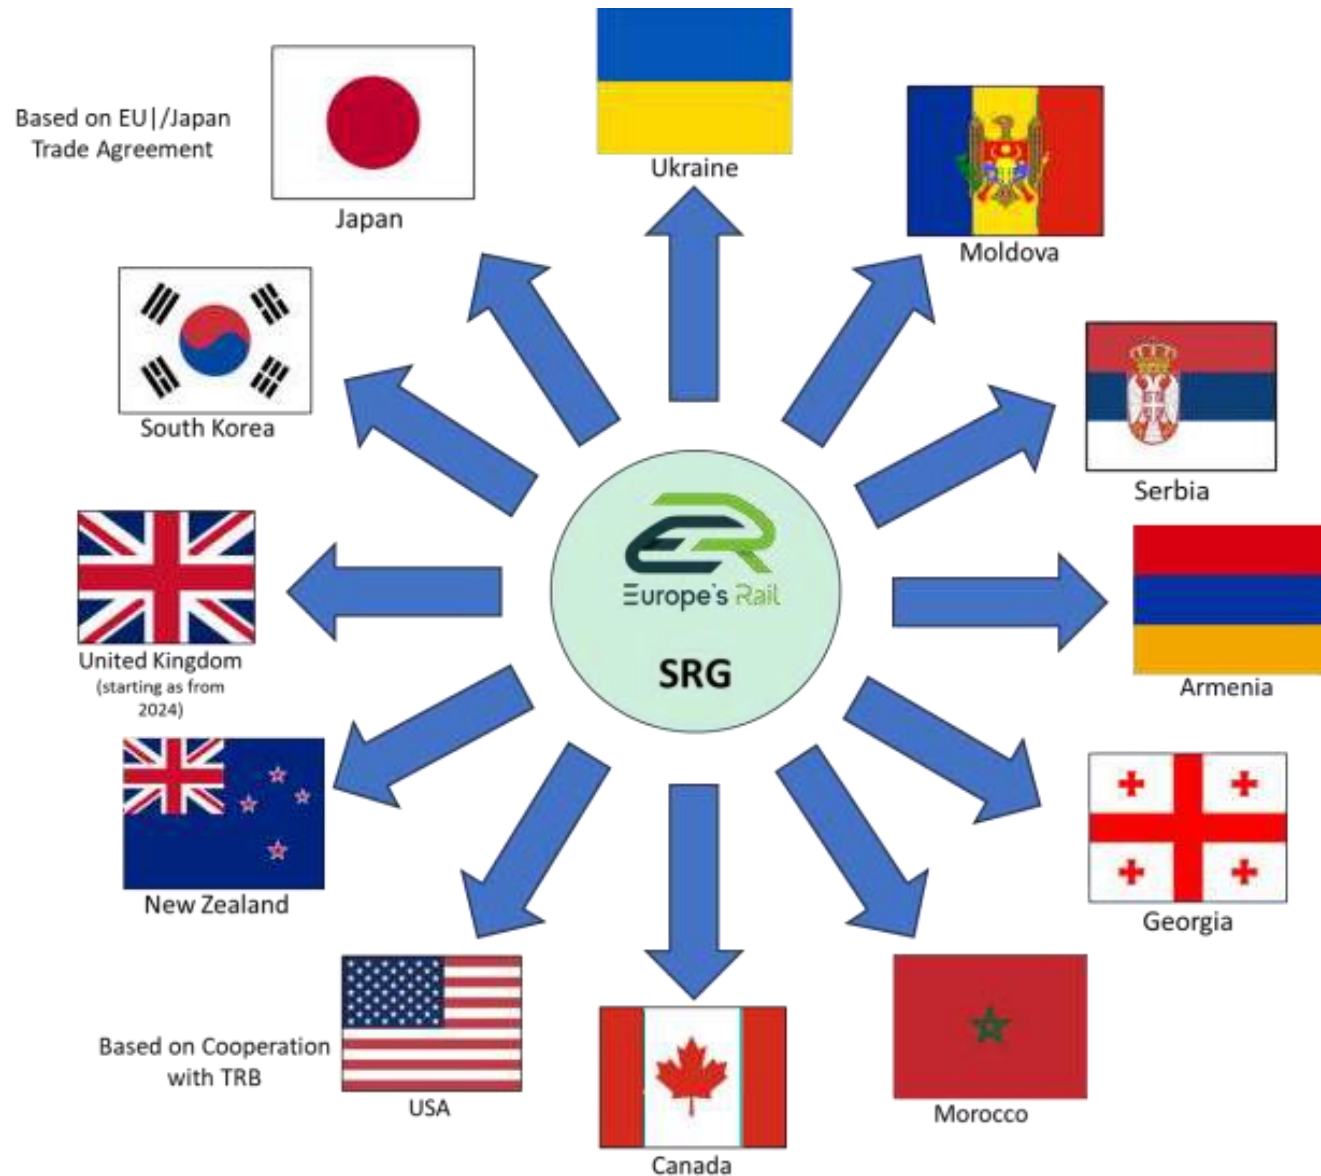 Based on EU|/Japan
Trade Agreement
Japan
Ukraine
Moldova
South Korea
Serbia
United Kingdom
(starting as from
2024)
Europe's Rail
SRG
Armenia
New Zealand
Georgia
Based on Cooperation
with TRB
USA
Canada
Morocco